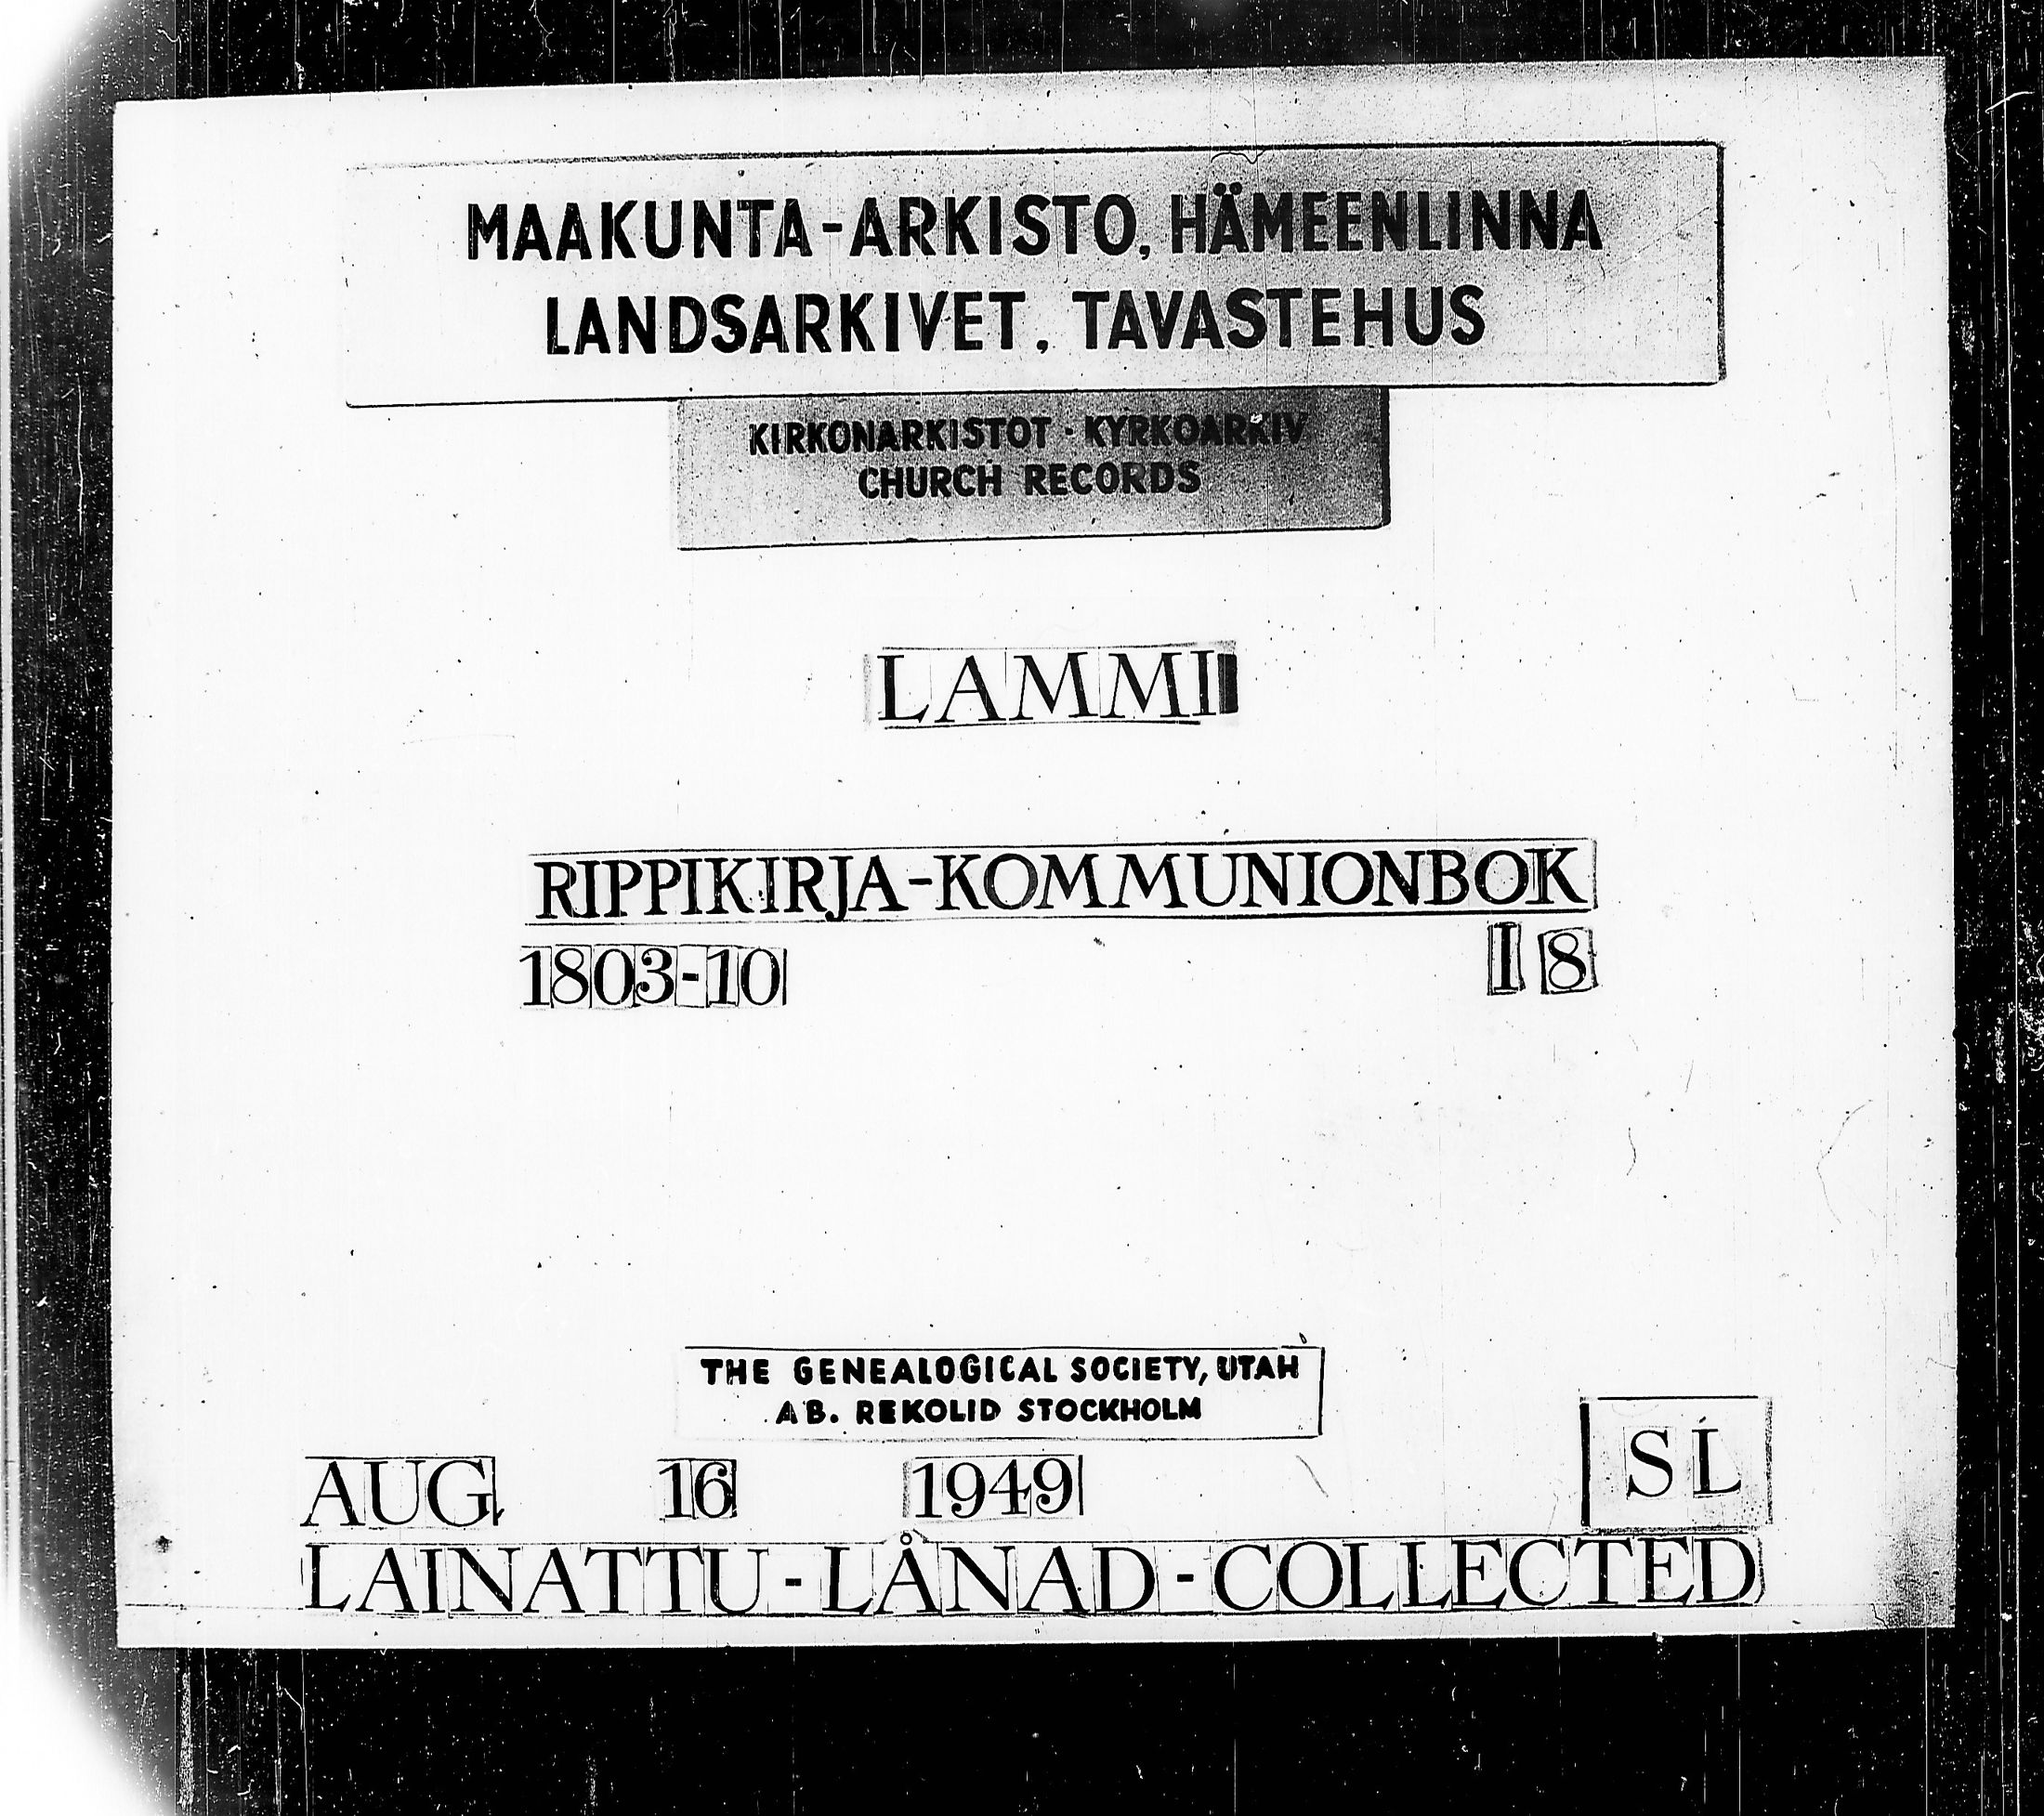 MAAKUNTA-ARKISTO, HÄMEENLINNA
LANDSARKIVET, TAVASTEHUS
KIRKONARKISTOT · KYRKOARKIV
CHURCH RECORDS
LAMMI
RIPPIKIRJA-KOMMUNIONBOK
1803-10 I 8
THE GENEALOGICAL SOCIETY, UTAH
AB. REKOLID STOCKHOLM
SL
AUG. 16 1949
LAINATTU-LÅNAD-COLLECTED